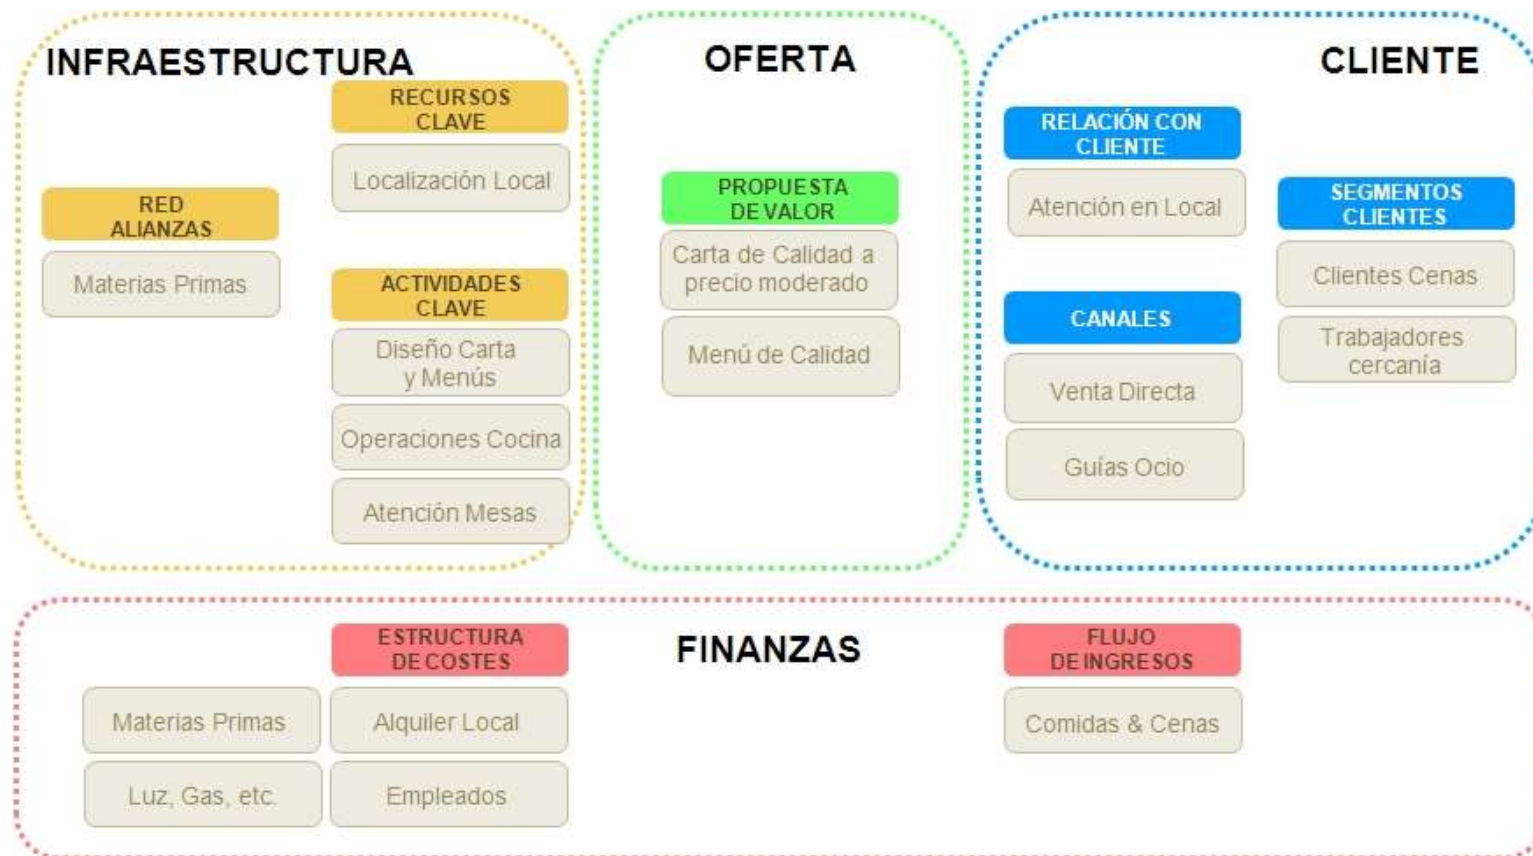 INFRAESTRUCTURA
RECURSOS
CLAVE
Localización Local
RED
ALIANZAS
Materias Primas
ACTIVIDADES
CLAVE
Diseño Carta
y Menús
Operaciones Cocina
Atención Mesas
OFERTA
PROPUESTA
DE VALOR
Carta de Calidad a
precio moderado
Menú de Calidad
CLIENTE
RELACIÓN CON
CLIENTE
Atención en Local
CANALES
Venta Directa
Guías Ocio
SEGMENTOS
CLIENTES
Clientes Cenas
Trabajadores
cercanía
FINANZAS
ESTRUCTURA
DE COSTES
Materias Primas
Alquiler Local
Luz, Gas, etc.
Empleados
FLUJO
DE INGRESOS
Comidas & Cenas